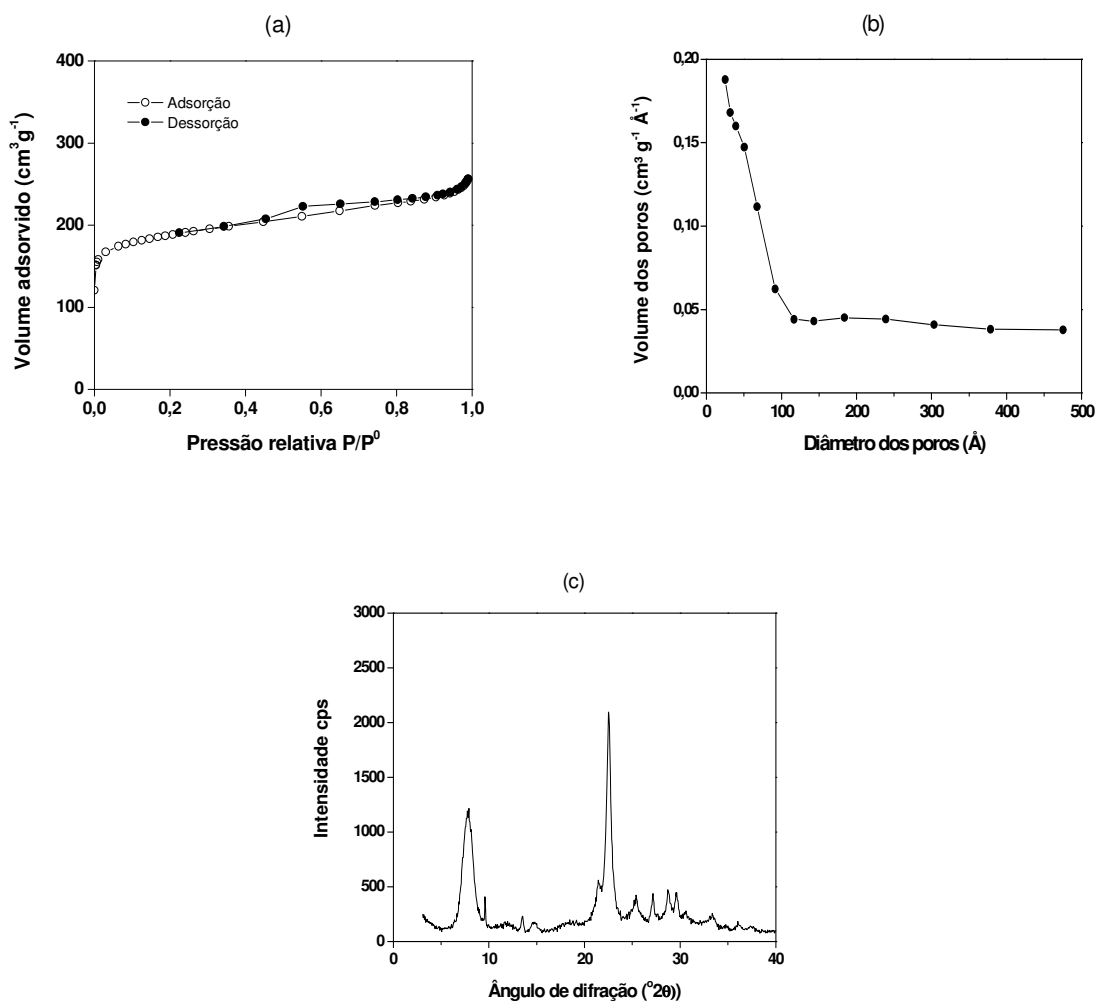 (a)
400
300
200
100
0
Volume adsorvido (cm³g⁻¹)
Adsorção
Dessorção
0,0 0,2 0,4 0,6 0,8 1,0
Pressão relativa P/P⁰
(b)
0,20
0,15
0,10
0,05
0,00
Volume dos poros (cm³ g⁻¹ Å⁻¹)
0 100 200 300 400 500
Diâmetro dos poros (Å)
(c)
3000
2500
2000
1500
1000
500
0
Intensidade cps
0 10 20 30 40
Ângulo de difração (°2θ))